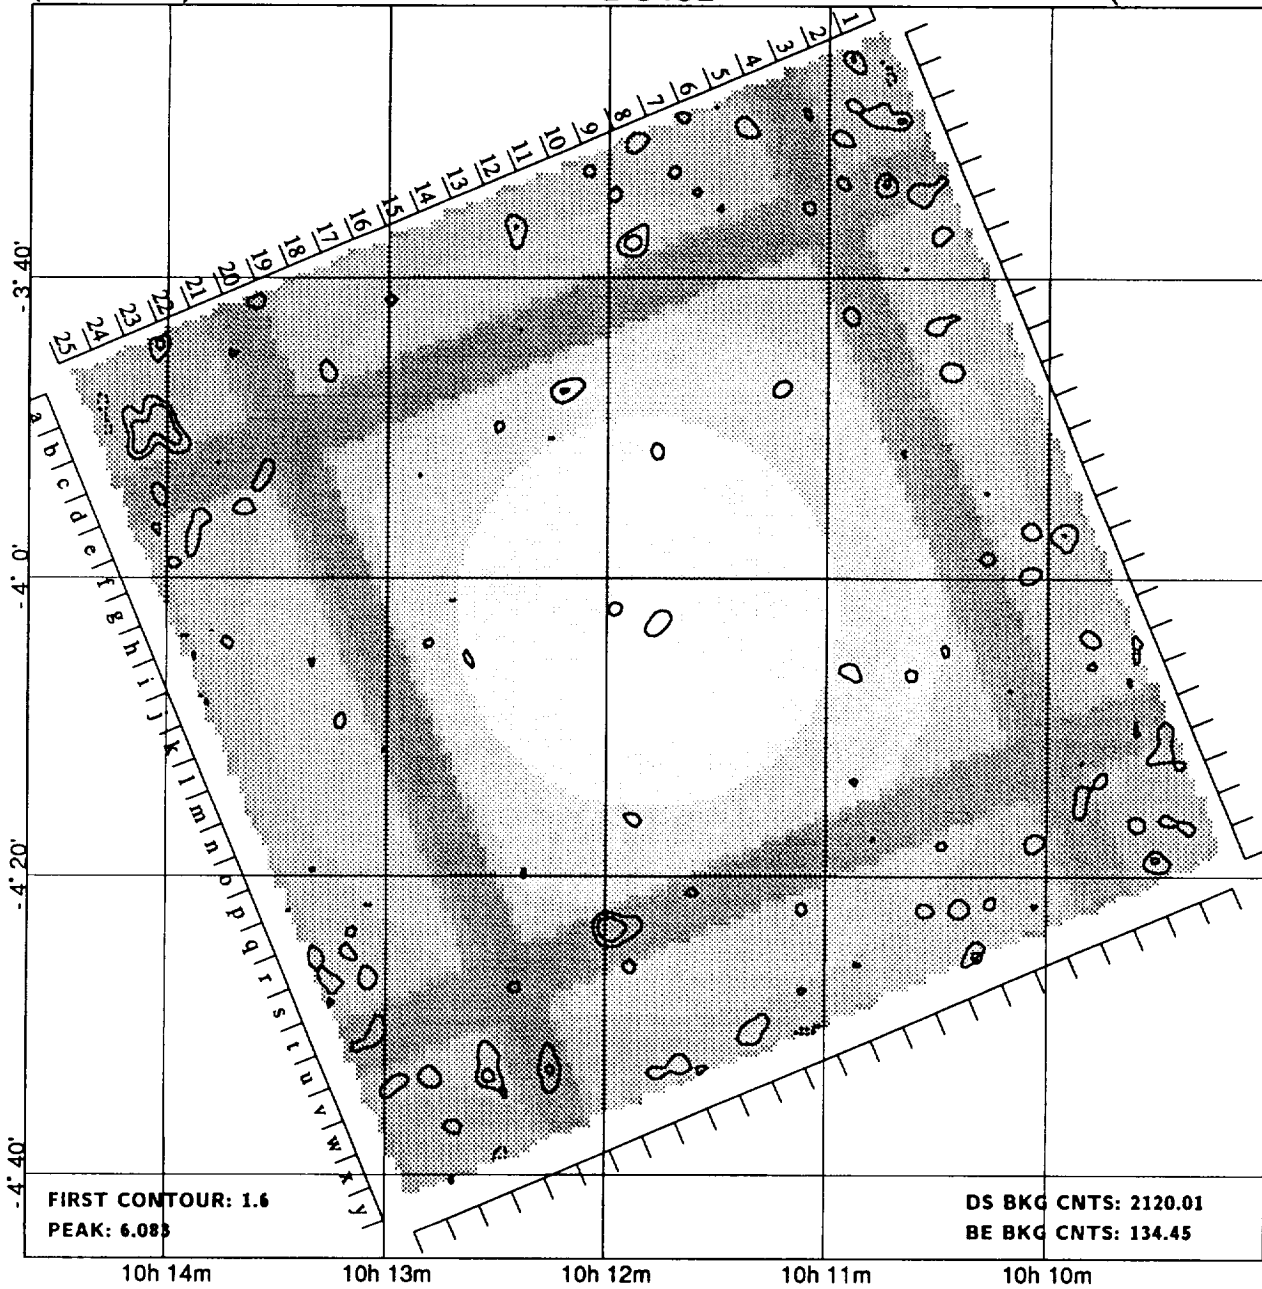 1
2
3
4
5
6
7
8
9
10
11
12
13
14
15
16
17
18
19
20
21
22
23
24
25
-3° 40'
-4° 0'
-4° 20'
-4° 40'
a
b
c
d
e
f
g
h
i
j
k
l
m
n
o
p
q
r
s
t
u
v
w
x
y
FIRST CONTOUR: 1.6
PEAK: 6.083
DS BKG CNTS: 2120.01
BE BKG CNTS: 134.45
10h 14m 10h 13m 10h 12m 10h 11m 10h 10m